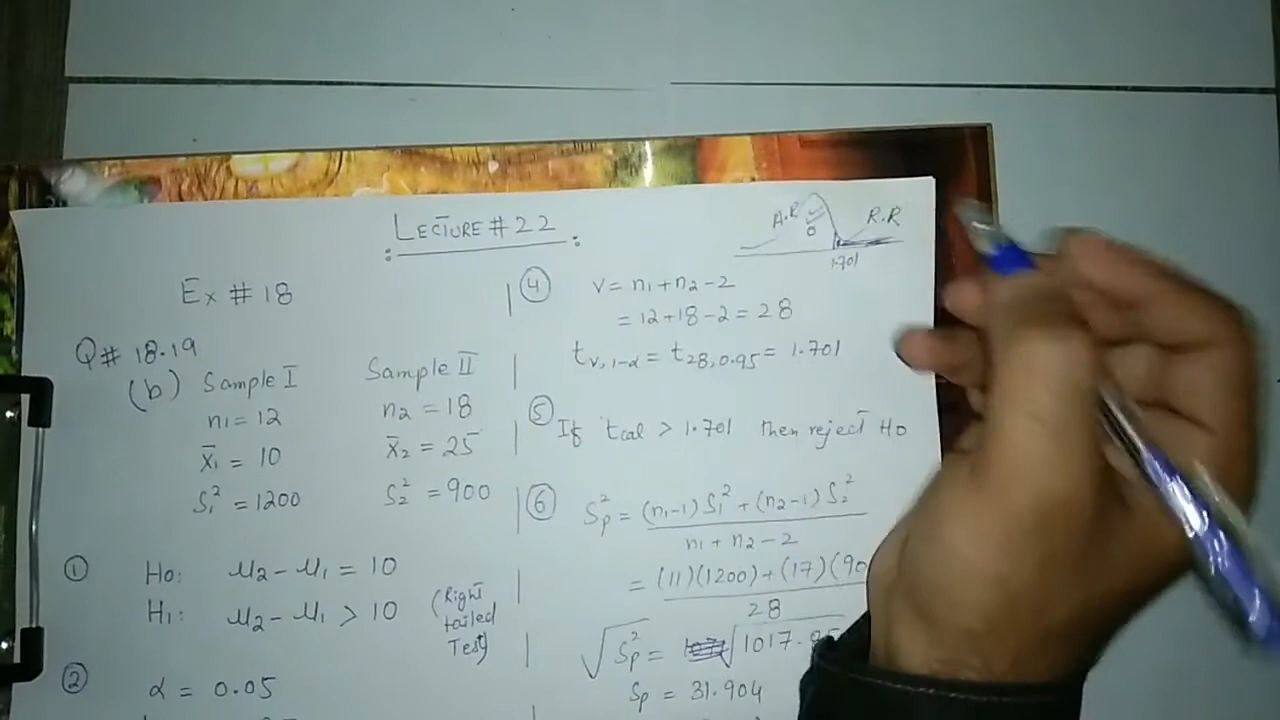 LECTURE # 22
Ex # 18
Q# 18.19
(b) Sample I
n₁ = 12
x̄₁ = 10
S₁² = 1200
Sample II
n₂ = 18
x̄₂ = 25
S₂² = 900
① H₀: μ₂ - μ₁ = 10
H₁: μ₂ - μ₁ > 10 (Right
tailed
Test)
② α = 0.05
A.R R.R
0
1.701
④ v = n₁ + n₂ - 2
= 12 + 18 - 2 = 28
t v, 1-α = t 28, 0.95 = 1.701
⑤ If tcal > 1.701 then reject H₀
⑥ Sp² = (n₁-1) S₁² + (n₂-1) S₂²
n₁ + n₂ - 2
= (11)(1200) + (17)(90
28
√Sp² = √1017.
Sp = 31.904